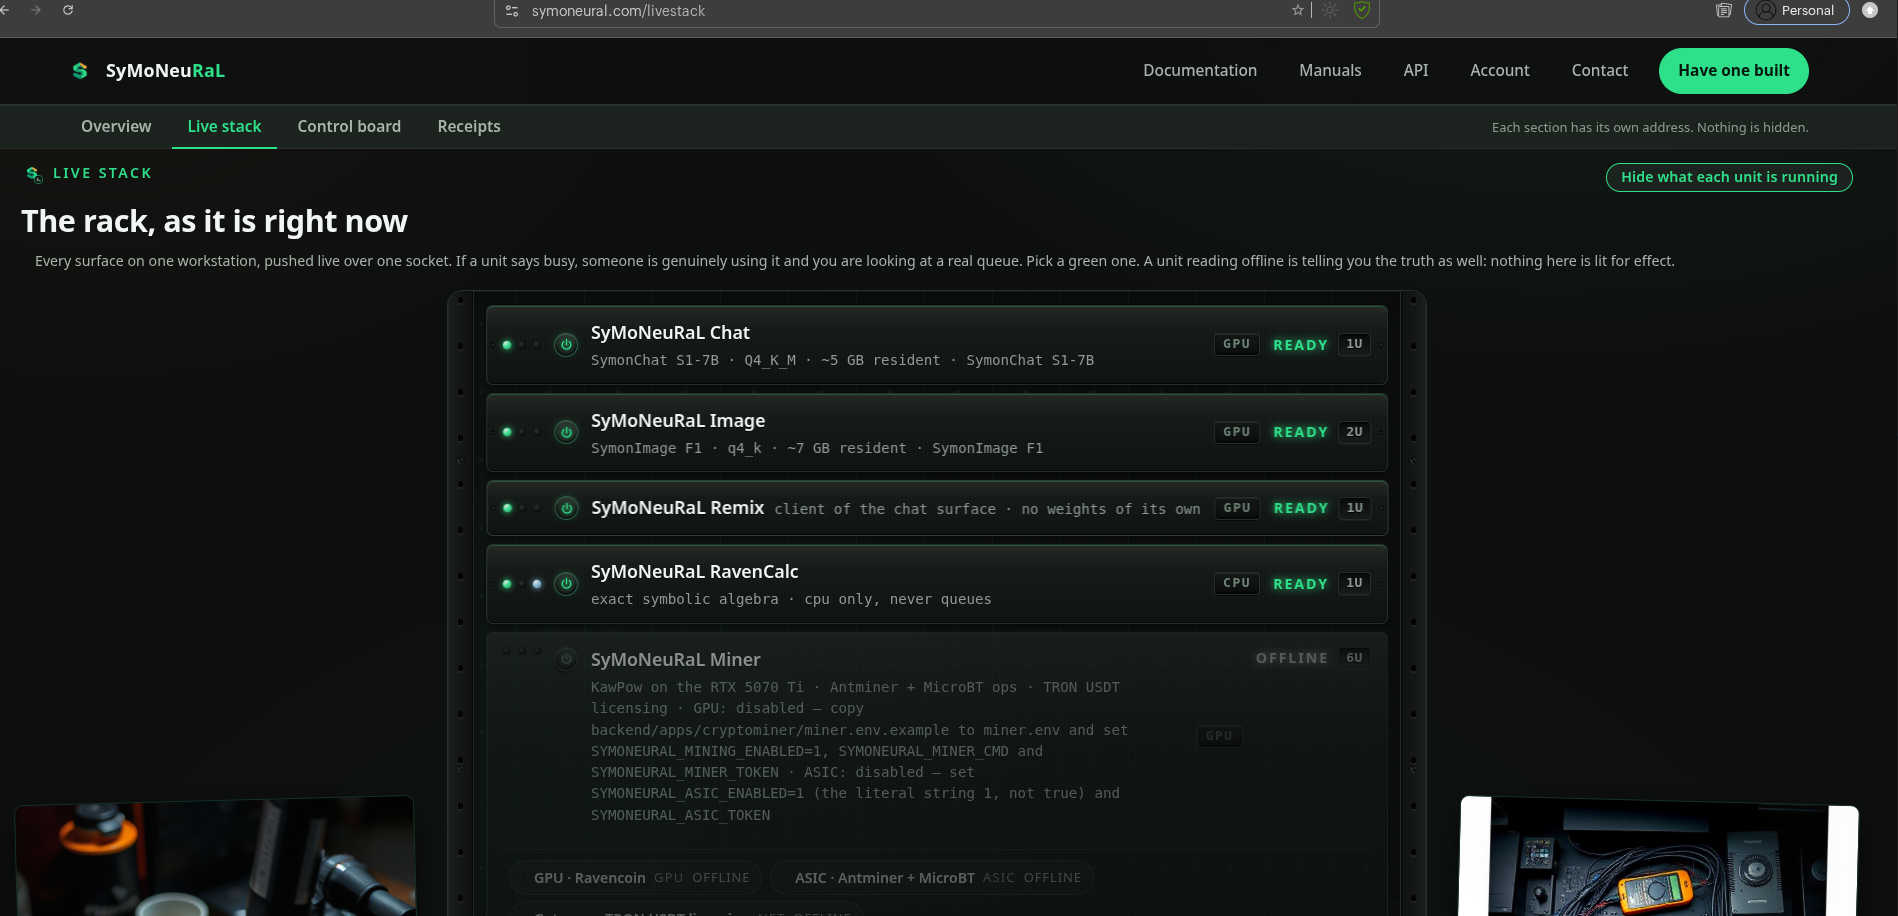 symoneural.com/livestack
Personal
SyMoNeuRaL
Documentation
Manuals
API
Account
Contact
Have one built
Overview
Live stack
Control board
Receipts
Each section has its own address. Nothing is hidden.
LIVE STACK
Hide what each unit is running
The rack, as it is right now
Every surface on one workstation, pushed live over one socket. If a unit says busy, someone is genuinely using it and you are looking at a real queue. Pick a green one. A unit reading offline is telling you the truth as well: nothing here is lit for effect.
SyMoNeuRaL Chat
SymonChat S1-7B · Q4_K_M · ~5 GB resident · SymonChat S1-7B
GPU READY 1U
SyMoNeuRaL Image
SymonImage F1 · q4_k · ~7 GB resident · SymonImage F1
GPU READY 2U
SyMoNeuRaL Remix client of the chat surface · no weights of its own GPU READY 1U
SyMoNeuRaL RavenCalc
exact symbolic algebra · cpu only, never queues
CPU READY 1U
SyMoNeuRaL Miner
OFFLINE 6U
KawPow on the RTX 5070 Ti · Antminer + MicroBT ops · TRON USDT
licensing · GPU: disabled — copy
backend/apps/cryptominer/miner.env.example to miner.env and set
SYMONEURAL_MINING_ENABLED=1, SYMONEURAL_MINER_CMD and
SYMONEURAL_MINER_TOKEN · ASIC: disabled — set
SYMONEURAL_ASIC_ENABLED=1 (the literal string 1, not true) and
SYMONEURAL_ASIC_TOKEN
GPU
GPU · Ravencoin GPU OFFLINE
ASIC · Antminer + MicroBT ASIC OFFLINE